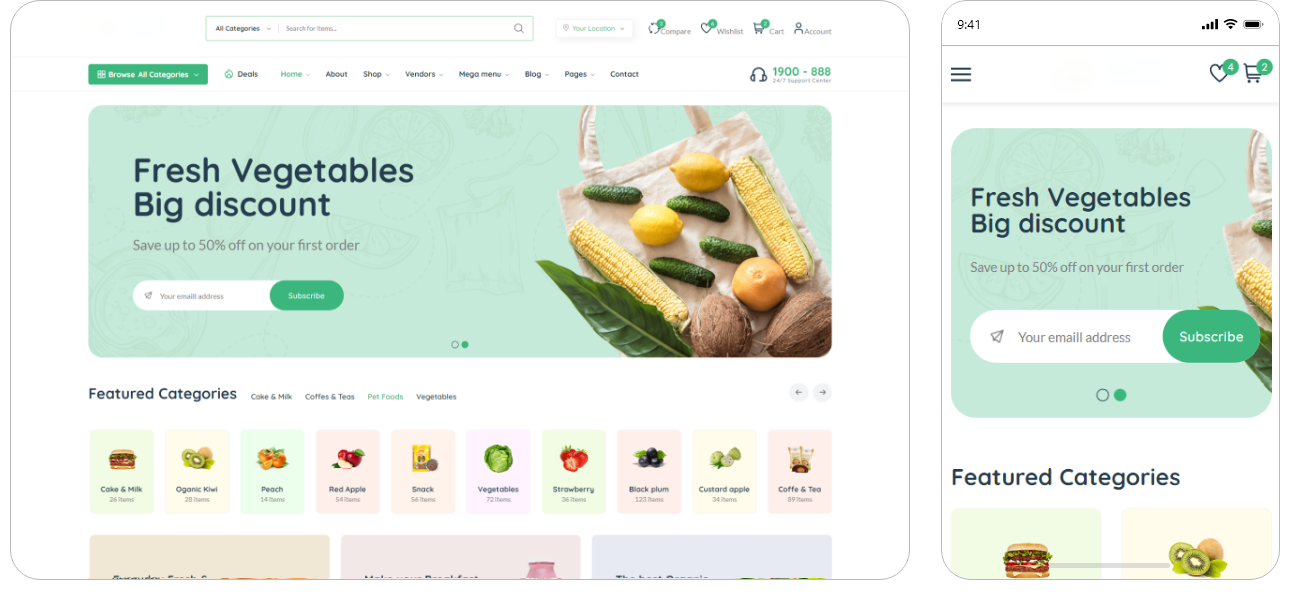 All Categories
Search for items...
Your Location
3
Compare
4
Wishlist
2
Cart
Account
Browse All Categories
Deals
Home
About
Shop
Vendors
Mega menu
Blog
Pages
Contact
1900 - 888
24/7 Support Center
Fresh Vegetables
Big discount
Save up to 50% off on your first order
Your emaill address
Subscribe
Featured Categories
Cake & Milk
Coffes & Teas
Pet Foods
Vegetables
Cake & Milk
26 items
Oganic Kiwi
28 items
Peach
14 items
Red Apple
54 items
Snack
56 items
Vegetables
72 items
Strawberry
36 items
Black plum
123 items
Custard apple
34 items
Coffe & Tea
89 items
Everyday Fresh &
Make your Breakfast
The best Organic
9:41
4
2
Fresh Vegetables
Big discount
Save up to 50% off on your first order
Your emaill address
Subscribe
Featured Categories